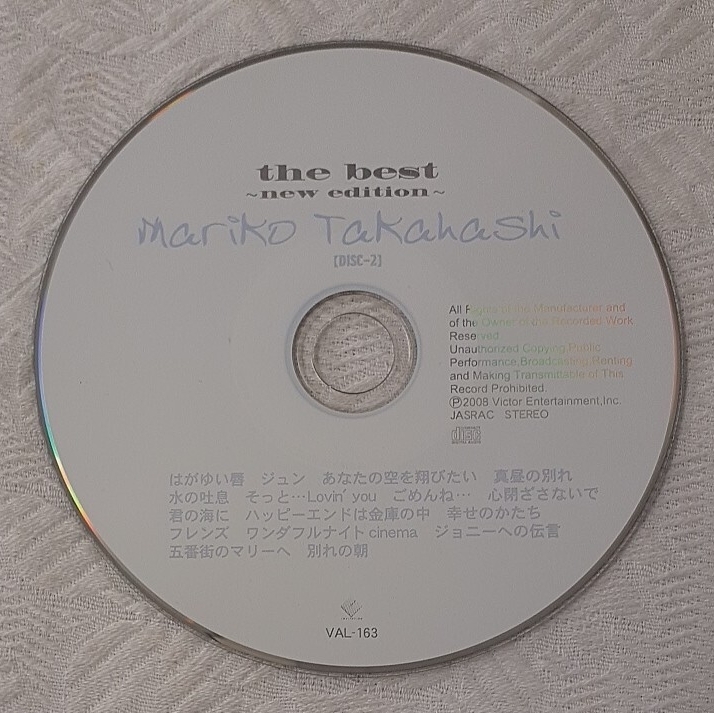 the best
~new edition~
Mariko Takahashi
[DISC-2]
All Rights of the Manufacturer and
of the Owner of the Recorded Work
Reserved
Unauthorized Copying Public
Performance,Broadcasting,Renting
and Making Transmittable of This
Record Prohibited.
Ⓟ2008 Victor Entertainment,Inc.
JASRAC STEREO
はがゆい唇 ジュン あなたの空を翔びたい 真昼の別れ
水の吐息 そっと…Lovin' you ごめんね… 心閉ざさないで
君の海に ハッピーエンドは金庫の中 幸せのかたち
フレンズ ワンダフルナイト cinema ジョニーへの伝言
五番街のマリーへ 別れの朝
VAL-163